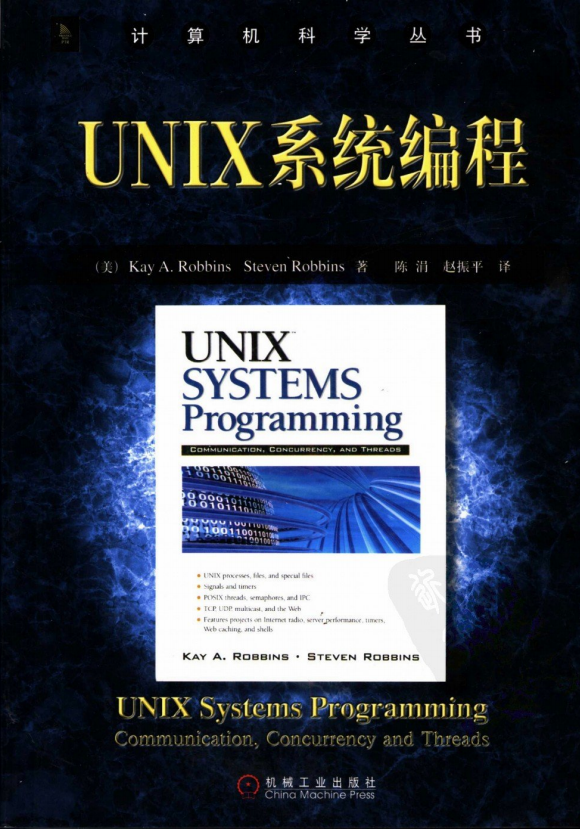 计算机科学丛书
UNIX系统编程
(美) Kay A. Robbins Steven Robbins 著 陈 涓 赵振平 译
UNIX™
SYSTEMS
Programming
COMMUNICATION, CONCURRENCY, AND THREADS
• UNIX processes, files, and special files
• Signals and timers
• POSIX threads, semaphores, and IPC
• TCP, UDP, multicast, and the Web
• Features projects on Internet radio, server performance, timers,
Web caching, and shells
KAY A. ROBBINS · STEVEN ROBBINS
UNIX Systems Programming
Communication, Concurrency and Threads
机械工业出版社
China Machine Press